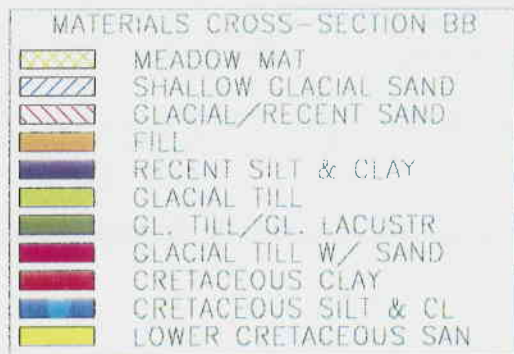 MATERIALS CROSS-SECTION BB
MEADOW MAT
SHALLOW GLACIAL SAND
GLACIAL/RECENT SAND
FILL
RECENT SILT & CLAY
GLACIAL TILL
GL. TILL/GL. LACUSTR
GLACIAL TILL W/ SAND
CRETACEOUS CLAY
CRETACEOUS SILT & CL
LOWER CRETACEOUS SAN